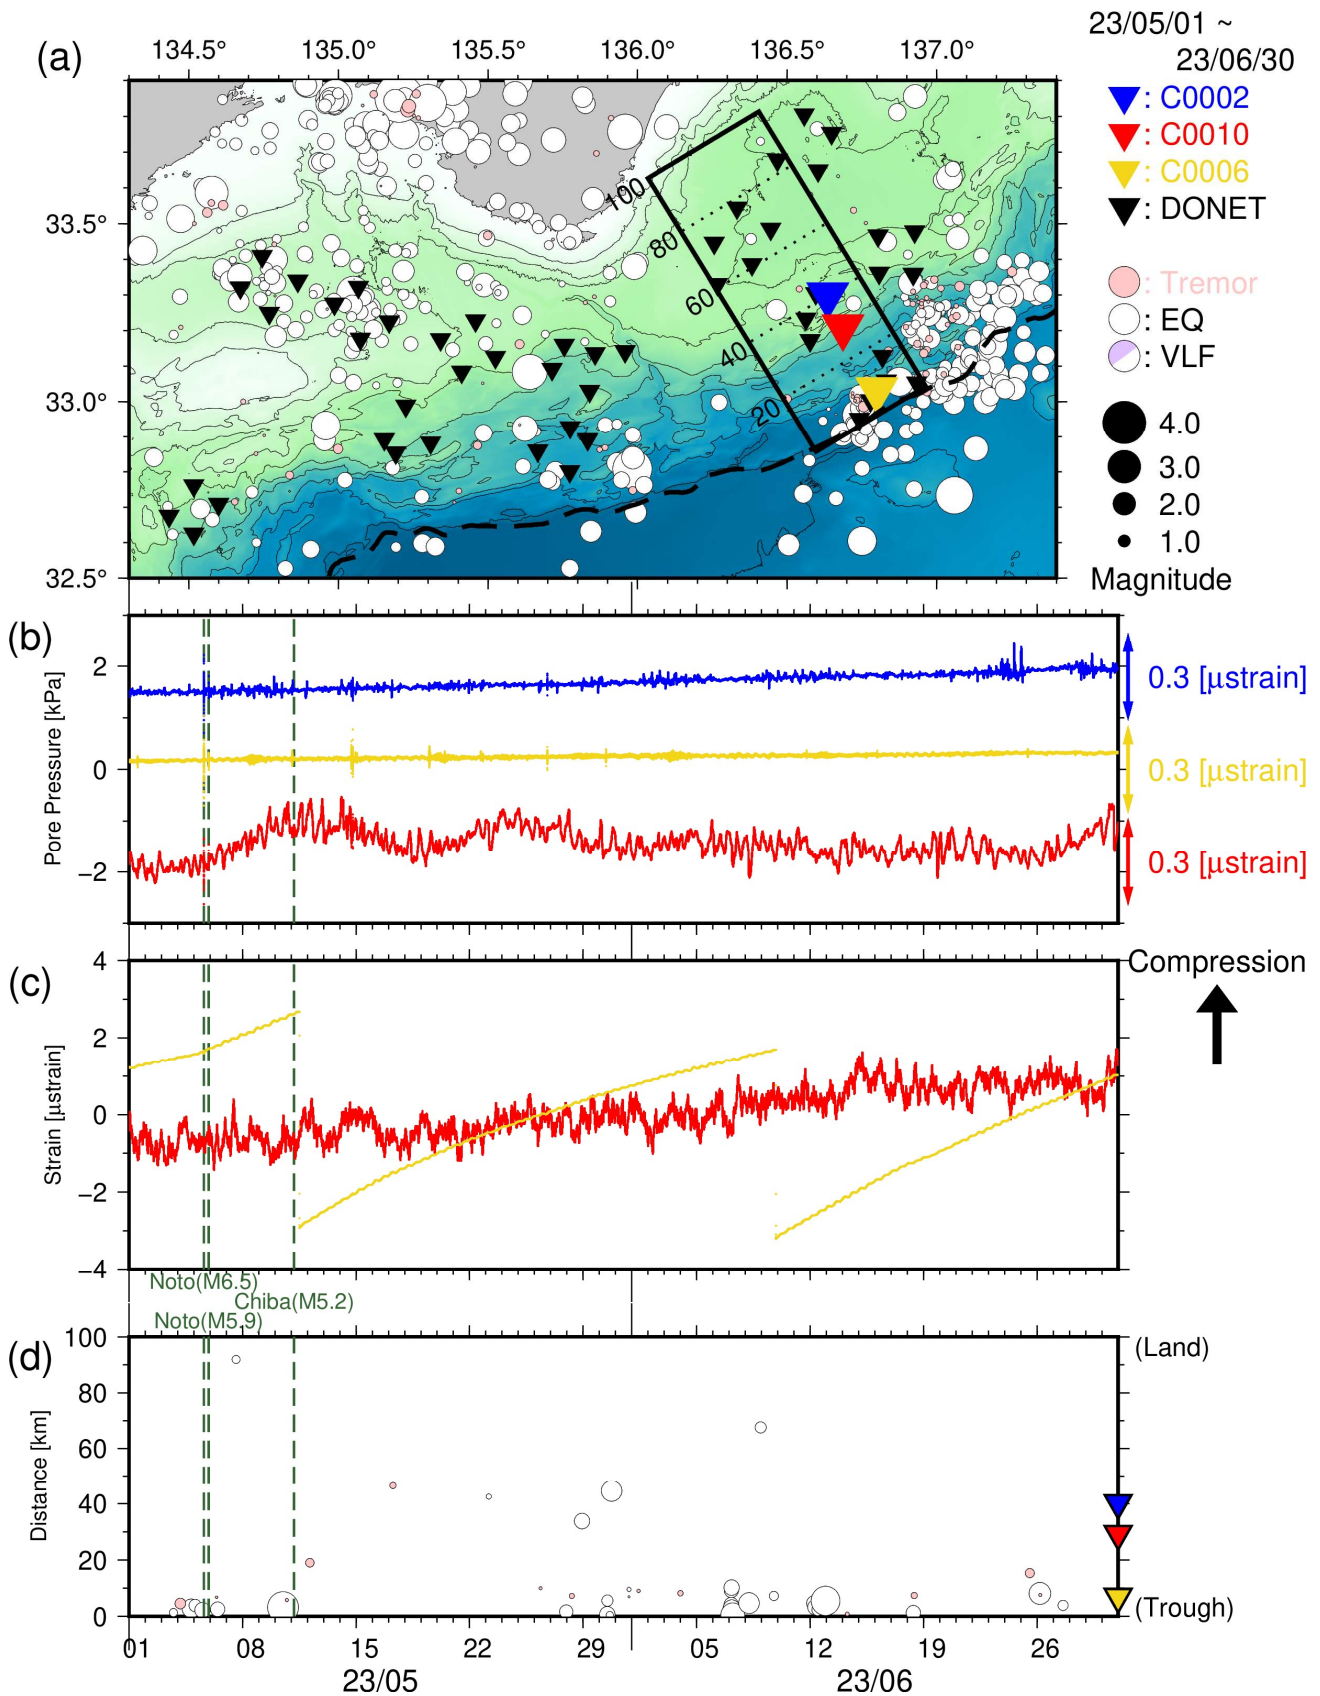 (a)
134.5° 135.0° 135.5° 136.0° 136.5° 137.0°
33.5°
33.0°
32.5°
100
80
60
40
20
23/05/01 ~
23/06/30
: C0002
: C0010
: C0006
: DONET
: Tremor
: EQ
: VLF
4.0
3.0
2.0
1.0
Magnitude
(b)
Pore Pressure [kPa]
2
0
−2
0.3 [μstrain]
0.3 [μstrain]
0.3 [μstrain]
(c)
Strain [μstrain]
4
2
0
−2
−4
Compression
Noto(M6.5)
Chiba(M5.2)
Noto(M5.9)
(d)
Distance [km]
100
80
60
40
20
0
(Land)
(Trough)
01 08 15 22 29 05 12 19 26
23/05 23/06